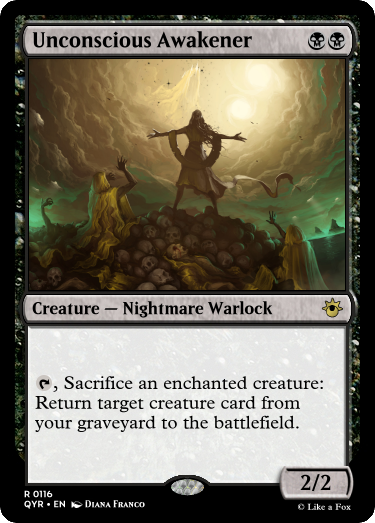 Unconscious Awakener
Creature — Nightmare Warlock
, Sacrifice an enchanted creature:
Return target creature card from
your graveyard to the battlefield.
2/2
R 0116
QYR • EN Diana Franco
© Like a Fox